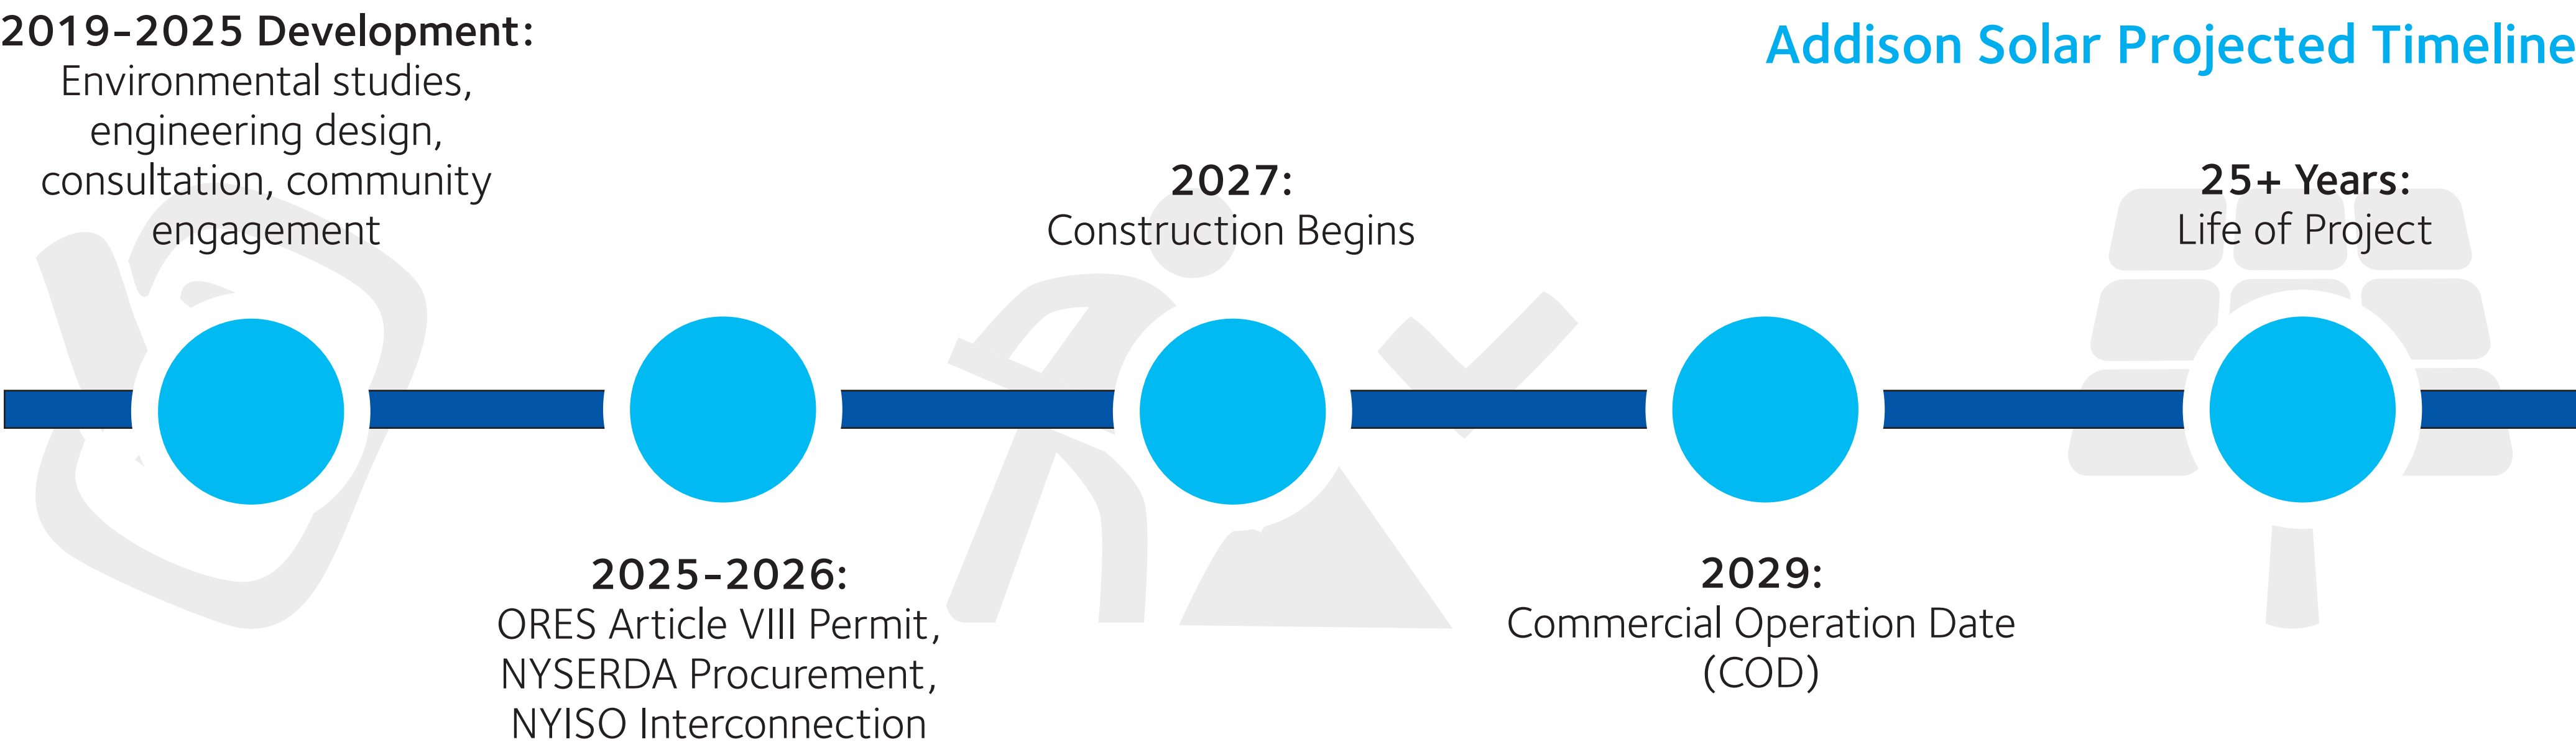 Addison Solar Projected Timeline
2019-2025 Development:
Environmental studies,
engineering design,
consultation, community
engagement
2025-2026:
ORES Article VIII Permit,
NYSERDA Procurement,
NYISO Interconnection
2027:
Construction Begins
2029:
Commercial Operation Date
(COD)
25+ Years:
Life of Project